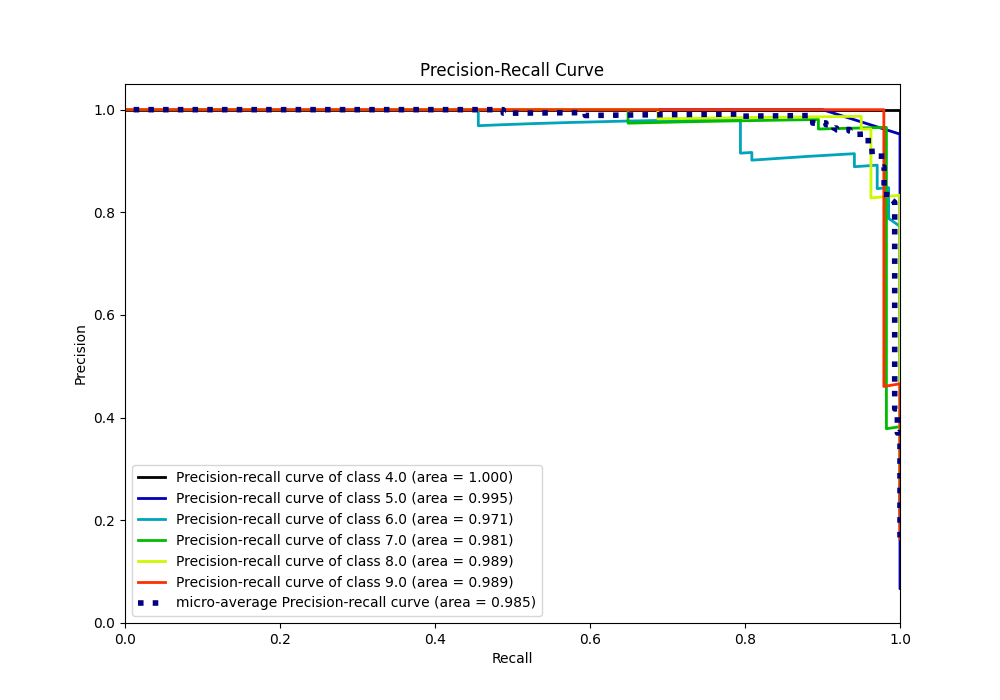 Precision-Recall Curve
1.0
0.8
0.6
0.4
0.2
0.0
Precision
Precision-recall curve of class 4.0 (area = 1.000)
Precision-recall curve of class 5.0 (area = 0.995)
Precision-recall curve of class 6.0 (area = 0.971)
Precision-recall curve of class 7.0 (area = 0.981)
Precision-recall curve of class 8.0 (area = 0.989)
Precision-recall curve of class 9.0 (area = 0.989)
micro-average Precision-recall curve (area = 0.985)
0.0 0.2 0.4 0.6 0.8 1.0
Recall